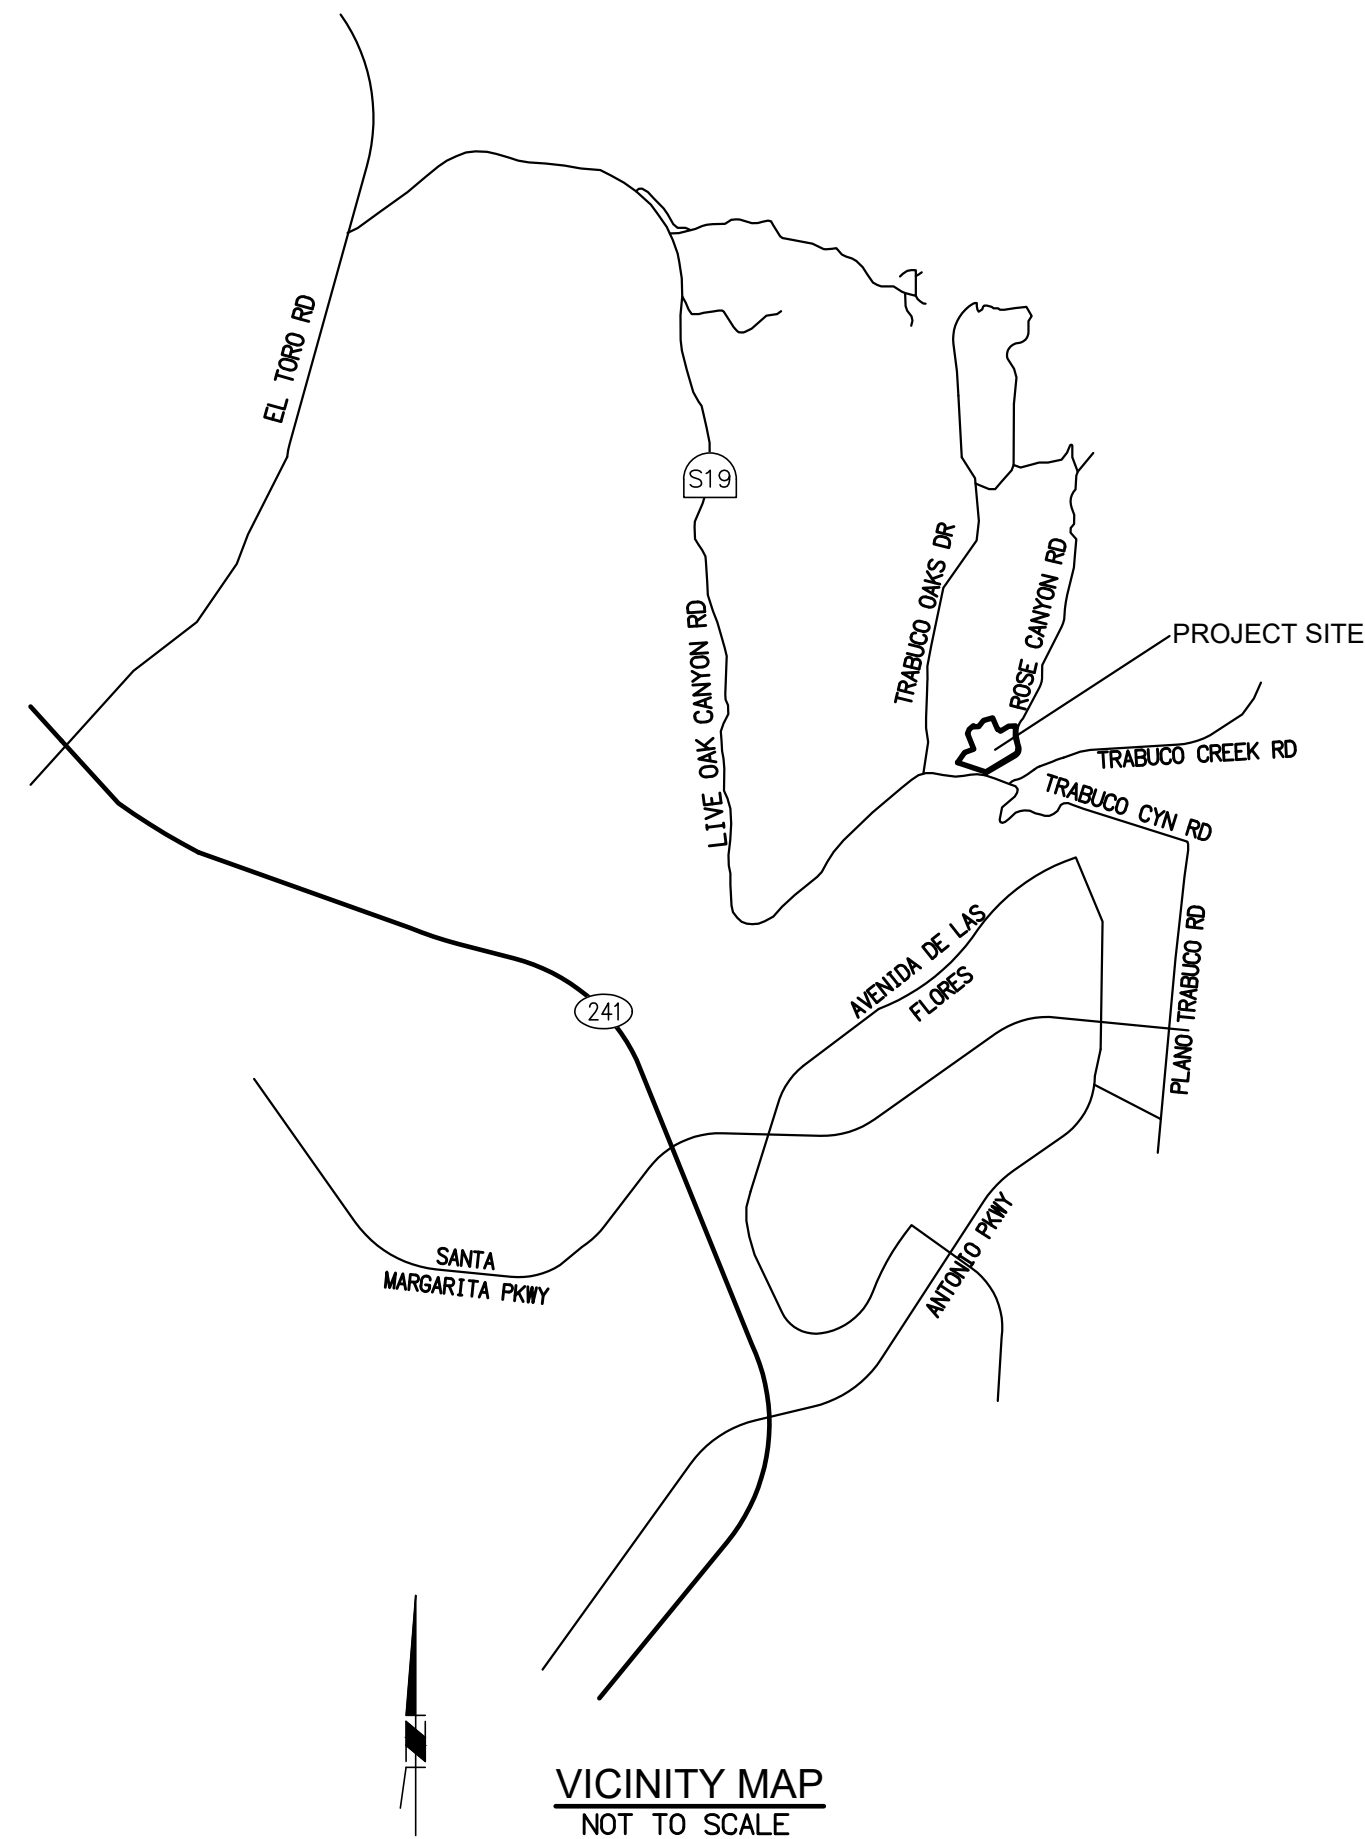 EL TORO RD
S19
TRABUCO OAKS DR
ROSE CANYON RD
PROJECT SITE
LIVE OAK CANYON RD
TRABUCO CREEK RD
TRABUCO CYN RD
AVENIDA DE LAS
FLORES
PLANO TRABUCO RD
241
SANTA
MARGARITA PKWY
ANTONIO PKWY
N
VICINITY MAP
NOT TO SCALE